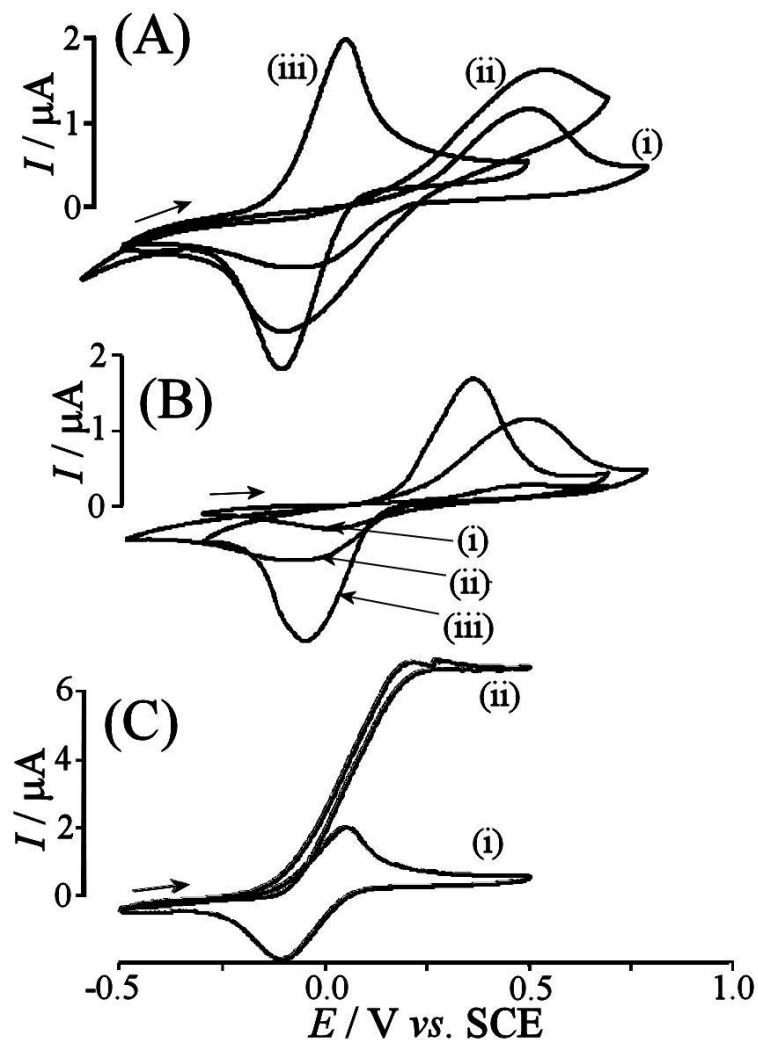 (A)
2
1
0
I / μA
(iii)
(ii)
(i)
(B)
2
1
0
I / μA
(i)
(ii)
(iii)
(C)
6
4
2
0
I / μA
(ii)
(i)
-0.5 0.0 0.5 1.0
E / V vs. SCE